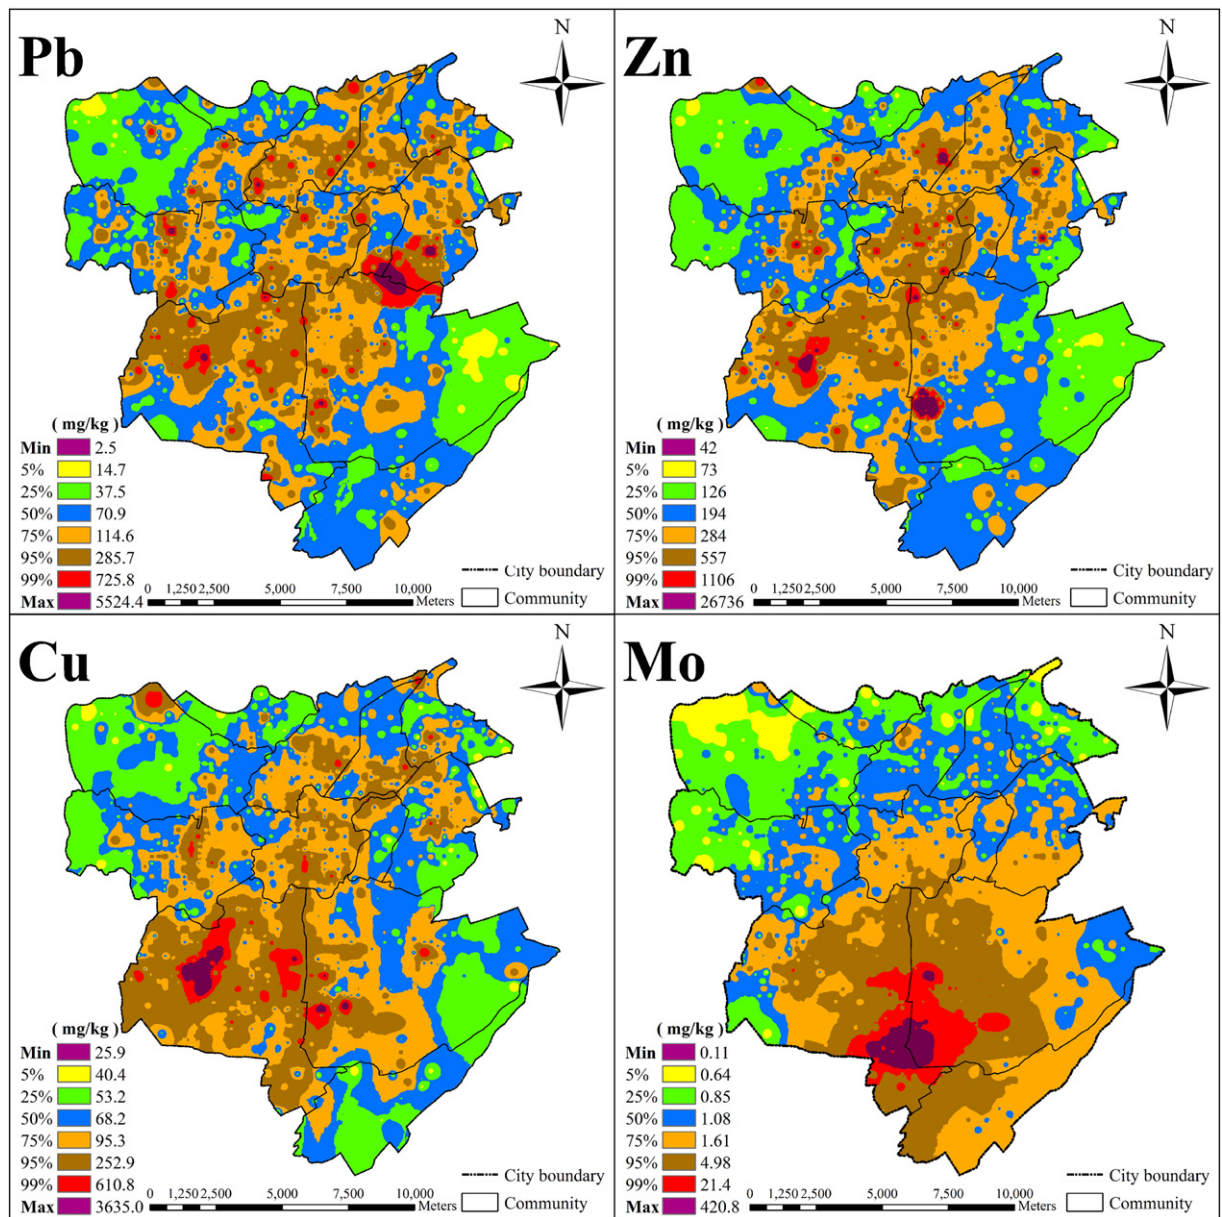 Pb
N
( mg/kg )
Min 2.5
5% 14.7
25% 37.5
50% 70.9
75% 114.6
95% 285.7
99% 725.8
Max 5524.4
0 1,250 2,500 5,000 7,500 10,000
Meters
City boundary
Community
Zn
N
( mg/kg )
Min 42
5% 73
25% 126
50% 194
75% 284
95% 557
99% 1106
Max 26736
0 1,250 2,500 5,000 7,500 10,000
Meters
City boundary
Community
Cu
N
( mg/kg )
Min 25.9
5% 40.4
25% 53.2
50% 68.2
75% 95.3
95% 252.9
99% 610.8
Max 3635.0
0 1,250 2,500 5,000 7,500 10,000
Meters
City boundary
Community
Mo
N
( mg/kg )
Min 0.11
5% 0.64
25% 0.85
50% 1.08
75% 1.61
95% 4.98
99% 21.4
Max 420.8
0 1,250 2,500 5,000 7,500 10,000
Meters
City boundary
Community